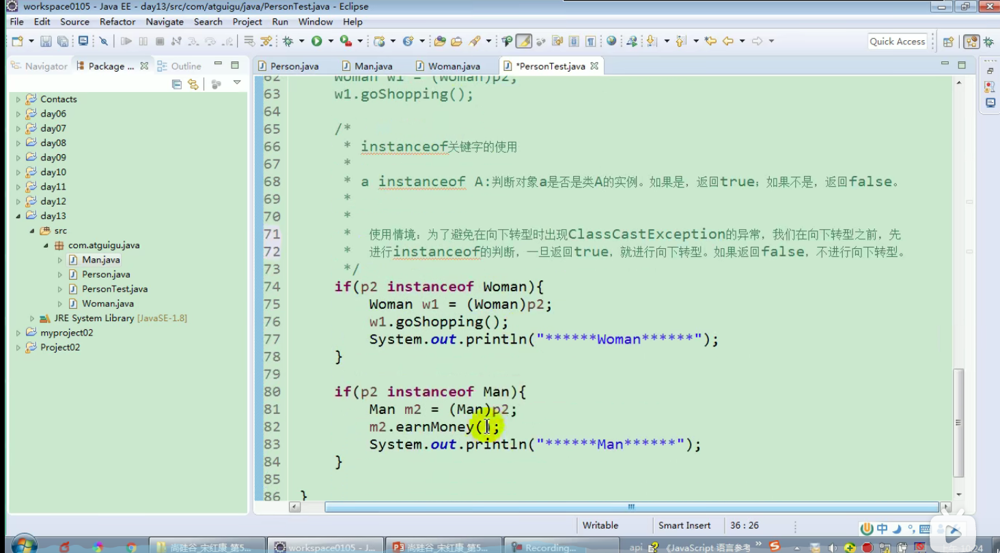 workspace0105 - Java EE - day13/src/com/atguigu/java/PersonTest.java - Eclipse
File Edit Source Refactor Navigate Search Project Run Window Help
Quick Access
Navigator Package ... Outline
Person.java Man.java Woman.java *PersonTest.java
Contacts
day06
day07
day08
day09
day10
day11
day12
day13
src
com.atguigu.java
Man.java
Person.java
PersonTest.java
Woman.java
JRE System Library [JavaSE-1.8]
myproject02
Project02
62 Woman w1 = (Woman)p2;
63 w1.goShopping();
64
65 /*
66 * instanceof关键字的使用
67 *
68 * a instanceof A:判断对象a是否是类A的实例。如果是，返回true；如果不是，返回false。
69 *
70 *
71 * 使用情境：为了避免在向下转型时出现ClassCastException的异常，我们在向下转型之前，先
72 * 进行instanceof的判断，一旦返回true，就进行向下转型。如果返回false，不进行向下转型。
73 */
74 if(p2 instanceof Woman){
75 Woman w1 = (Woman)p2;
76 w1.goShopping();
77 System.out.println("******Woman******");
78 }
79
80 if(p2 instanceof Man){
81 Man m2 = (Man)p2;
82 m2.earnMoney();
83 System.out.println("******Man******");
84 }
85
86 }
Writable Smart Insert 36 : 26
中
尚硅谷_宋红康_第5... workspace0105 - J... 尚硅谷_宋红康_第5... Recording... api 《JavaScript 语言参考